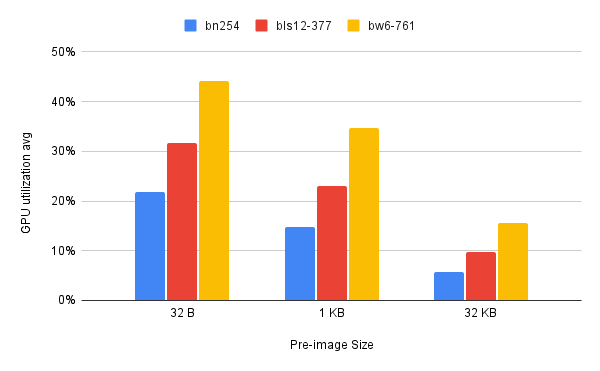 bn254 bls12-377 bw6-761
50%
40%
30%
20%
10%
0%
GPU utilization avg
32 B 1 KB 32 KB
Pre-image Size